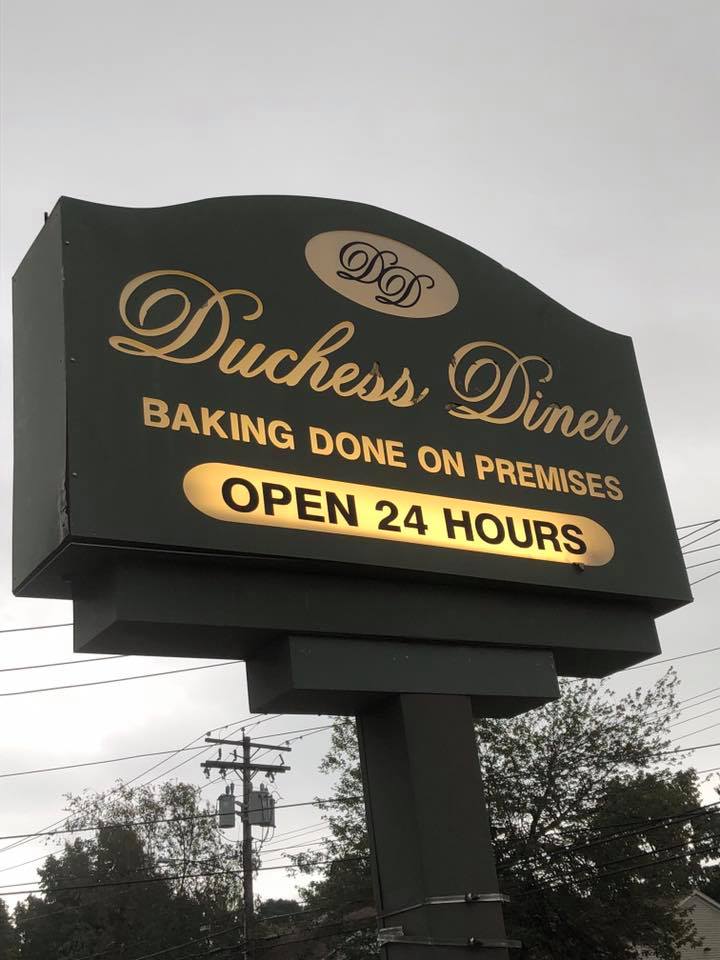 DD
Duchess Diner
BAKING DONE ON PREMISES
OPEN 24 HOURS